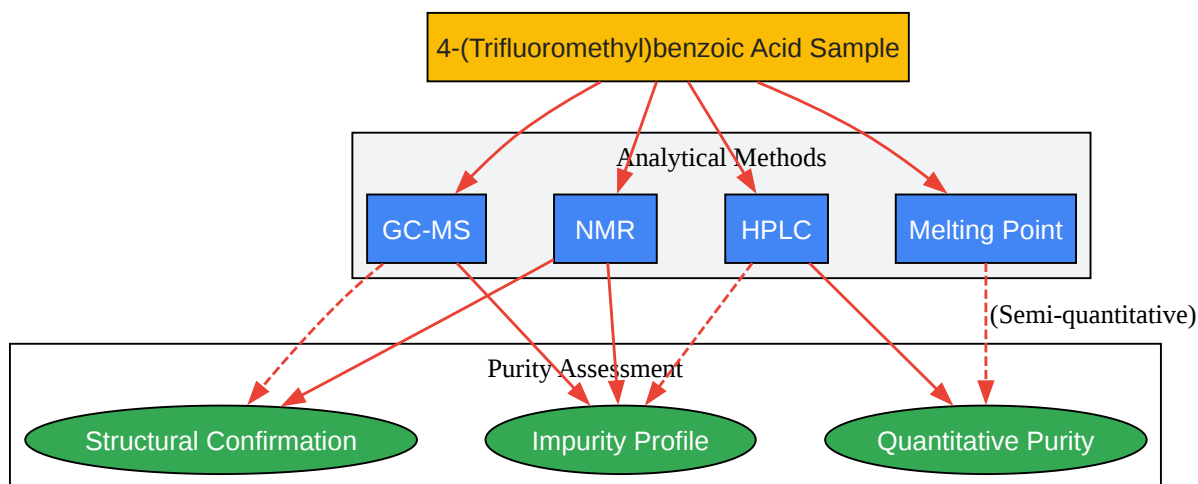 4-(Trifluoromethyl)benzoic Acid Sample
Analytical Methods
GC-MS
NMR
HPLC
Melting Point
(Semi-quantitative)
Purity Assessment
Structural Confirmation
Impurity Profile
Quantitative Purity